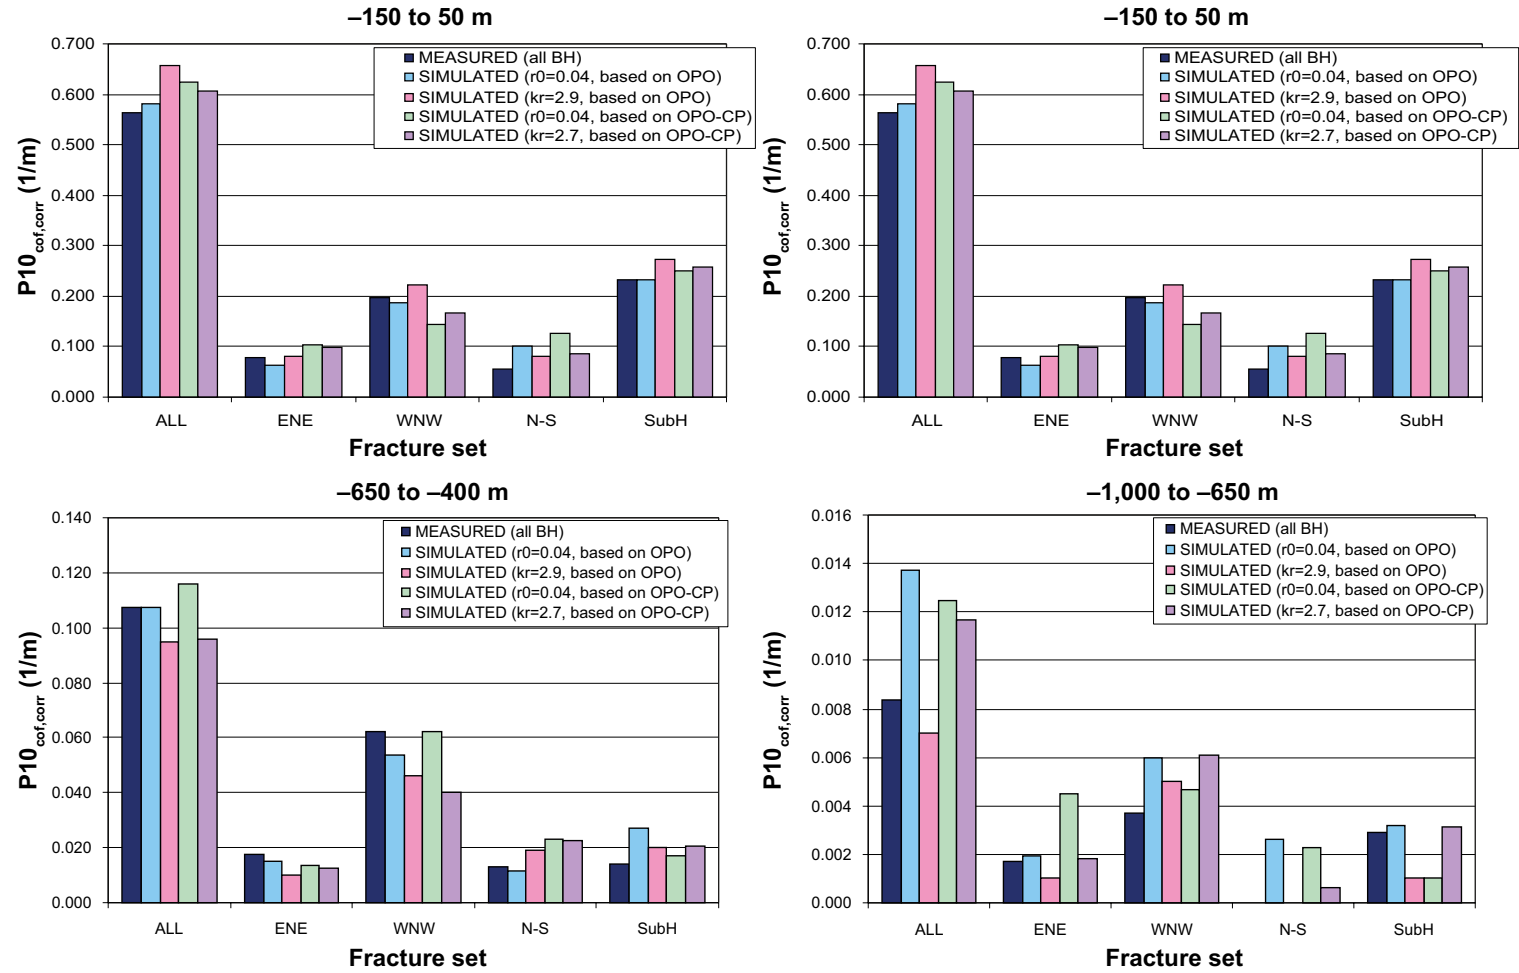 –150 to 50 m
0.700
0.600
0.500
0.400
0.300
0.200
0.100
0.000
P10cof,corr (1/m)
MEASURED (all BH)
SIMULATED (r0=0.04, based on OPO)
SIMULATED (kr=2.9, based on OPO)
SIMULATED (r0=0.04, based on OPO-CP)
SIMULATED (kr=2.7, based on OPO-CP)
ALL ENE WNW N-S SubH
Fracture set
–150 to 50 m
0.700
0.600
0.500
0.400
0.300
0.200
0.100
0.000
P10cof,corr (1/m)
MEASURED (all BH)
SIMULATED (r0=0.04, based on OPO)
SIMULATED (kr=2.9, based on OPO)
SIMULATED (r0=0.04, based on OPO-CP)
SIMULATED (kr=2.7, based on OPO-CP)
ALL ENE WNW N-S SubH
Fracture set
–650 to –400 m
0.140
0.120
0.100
0.080
0.060
0.040
0.020
0.000
P10cof,corr (1/m)
MEASURED (all BH)
SIMULATED (r0=0.04, based on OPO)
SIMULATED (kr=2.9, based on OPO)
SIMULATED (r0=0.04, based on OPO-CP)
SIMULATED (kr=2.7, based on OPO-CP)
ALL ENE WNW N-S SubH
Fracture set
–1,000 to –650 m
0.016
0.014
0.012
0.010
0.008
0.006
0.004
0.002
0.000
P10cof,corr (1/m)
MEASURED (all BH)
SIMULATED (r0=0.04, based on OPO)
SIMULATED (kr=2.9, based on OPO)
SIMULATED (r0=0.04, based on OPO-CP)
SIMULATED (kr=2.7, based on OPO-CP)
ALL ENE WNW N-S SubH
Fracture set